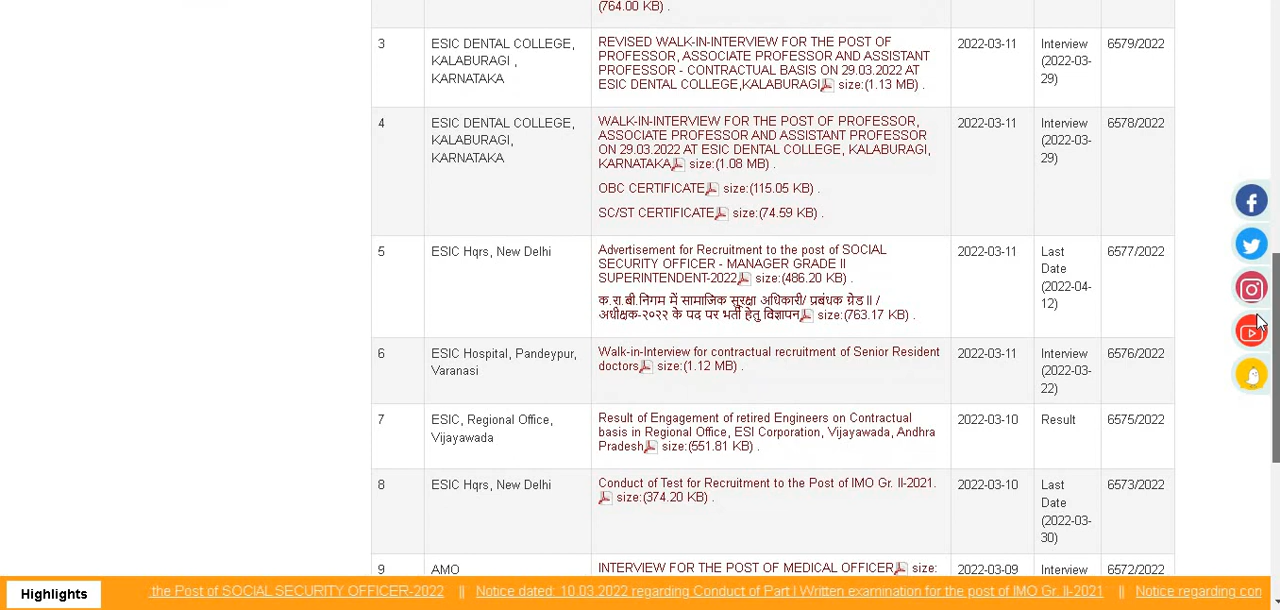 (764.00 KB) .
3
ESIC DENTAL COLLEGE,
KALABURAGI ,
KARNATAKA
REVISED WALK-IN-INTERVIEW FOR THE POST OF
PROFESSOR, ASSOCIATE PROFESSOR AND ASSISTANT
PROFESSOR - CONTRACTUAL BASIS ON 29.03.2022 AT
ESIC DENTAL COLLEGE,KALABURAGI size:(1.13 MB) .
2022-03-11
Interview
(2022-03-
29)
6579/2022
4
ESIC DENTAL COLLEGE,
KALABURAGI,
KARNATAKA
WALK-IN-INTERVIEW FOR THE POST OF PROFESSOR,
ASSOCIATE PROFESSOR AND ASSISTANT PROFESSOR
ON 29.03.2022 AT ESIC DENTAL COLLEGE, KALABURAGI,
KARNATAKA size:(1.08 MB) .
OBC CERTIFICATE size:(115.05 KB) .
SC/ST CERTIFICATE size:(74.59 KB) .
2022-03-11
Interview
(2022-03-
29)
6578/2022
5
ESIC Hqrs, New Delhi
Advertisement for Recruitment to the post of SOCIAL
SECURITY OFFICER - MANAGER GRADE II
SUPERINTENDENT-2022 size:(486.20 KB) .
क.रा.बी.निगम में सामाजिक सुरक्षा अधिकारी/ प्रबंधक ग्रेड II /
अधीक्षक-२०२२ के पद पर भर्ती हेतु विज्ञापन size:(763.17 KB) .
2022-03-11
Last
Date
(2022-04-
12)
6577/2022
6
ESIC Hospital, Pandeypur,
Varanasi
Walk-in-Interview for contractual recruitment of Senior Resident
doctors size:(1.12 MB) .
2022-03-11
Interview
(2022-03-
22)
6576/2022
7
ESIC, Regional Office,
Vijayawada
Result of Engagement of retired Engineers on Contractual
basis in Regional Office, ESI Corporation, Vijayawada, Andhra
Pradesh size:(551.81 KB) .
2022-03-10
Result
6575/2022
8
ESIC Hqrs, New Delhi
Conduct of Test for Recruitment to the Post of IMO Gr. II-2021.
size:(374.20 KB) .
2022-03-10
Last
Date
(2022-03-
30)
6573/2022
9
AMO
INTERVIEW FOR THE POST OF MEDICAL OFFICER size:
2022-03-09
Interview
6572/2022
Highlights
the Post of SOCIAL SECURITY OFFICER-2022 || Notice dated: 10.03.2022 regarding Conduct of Part I Written examination for the post of IMO Gr. II-2021 || Notice regarding con